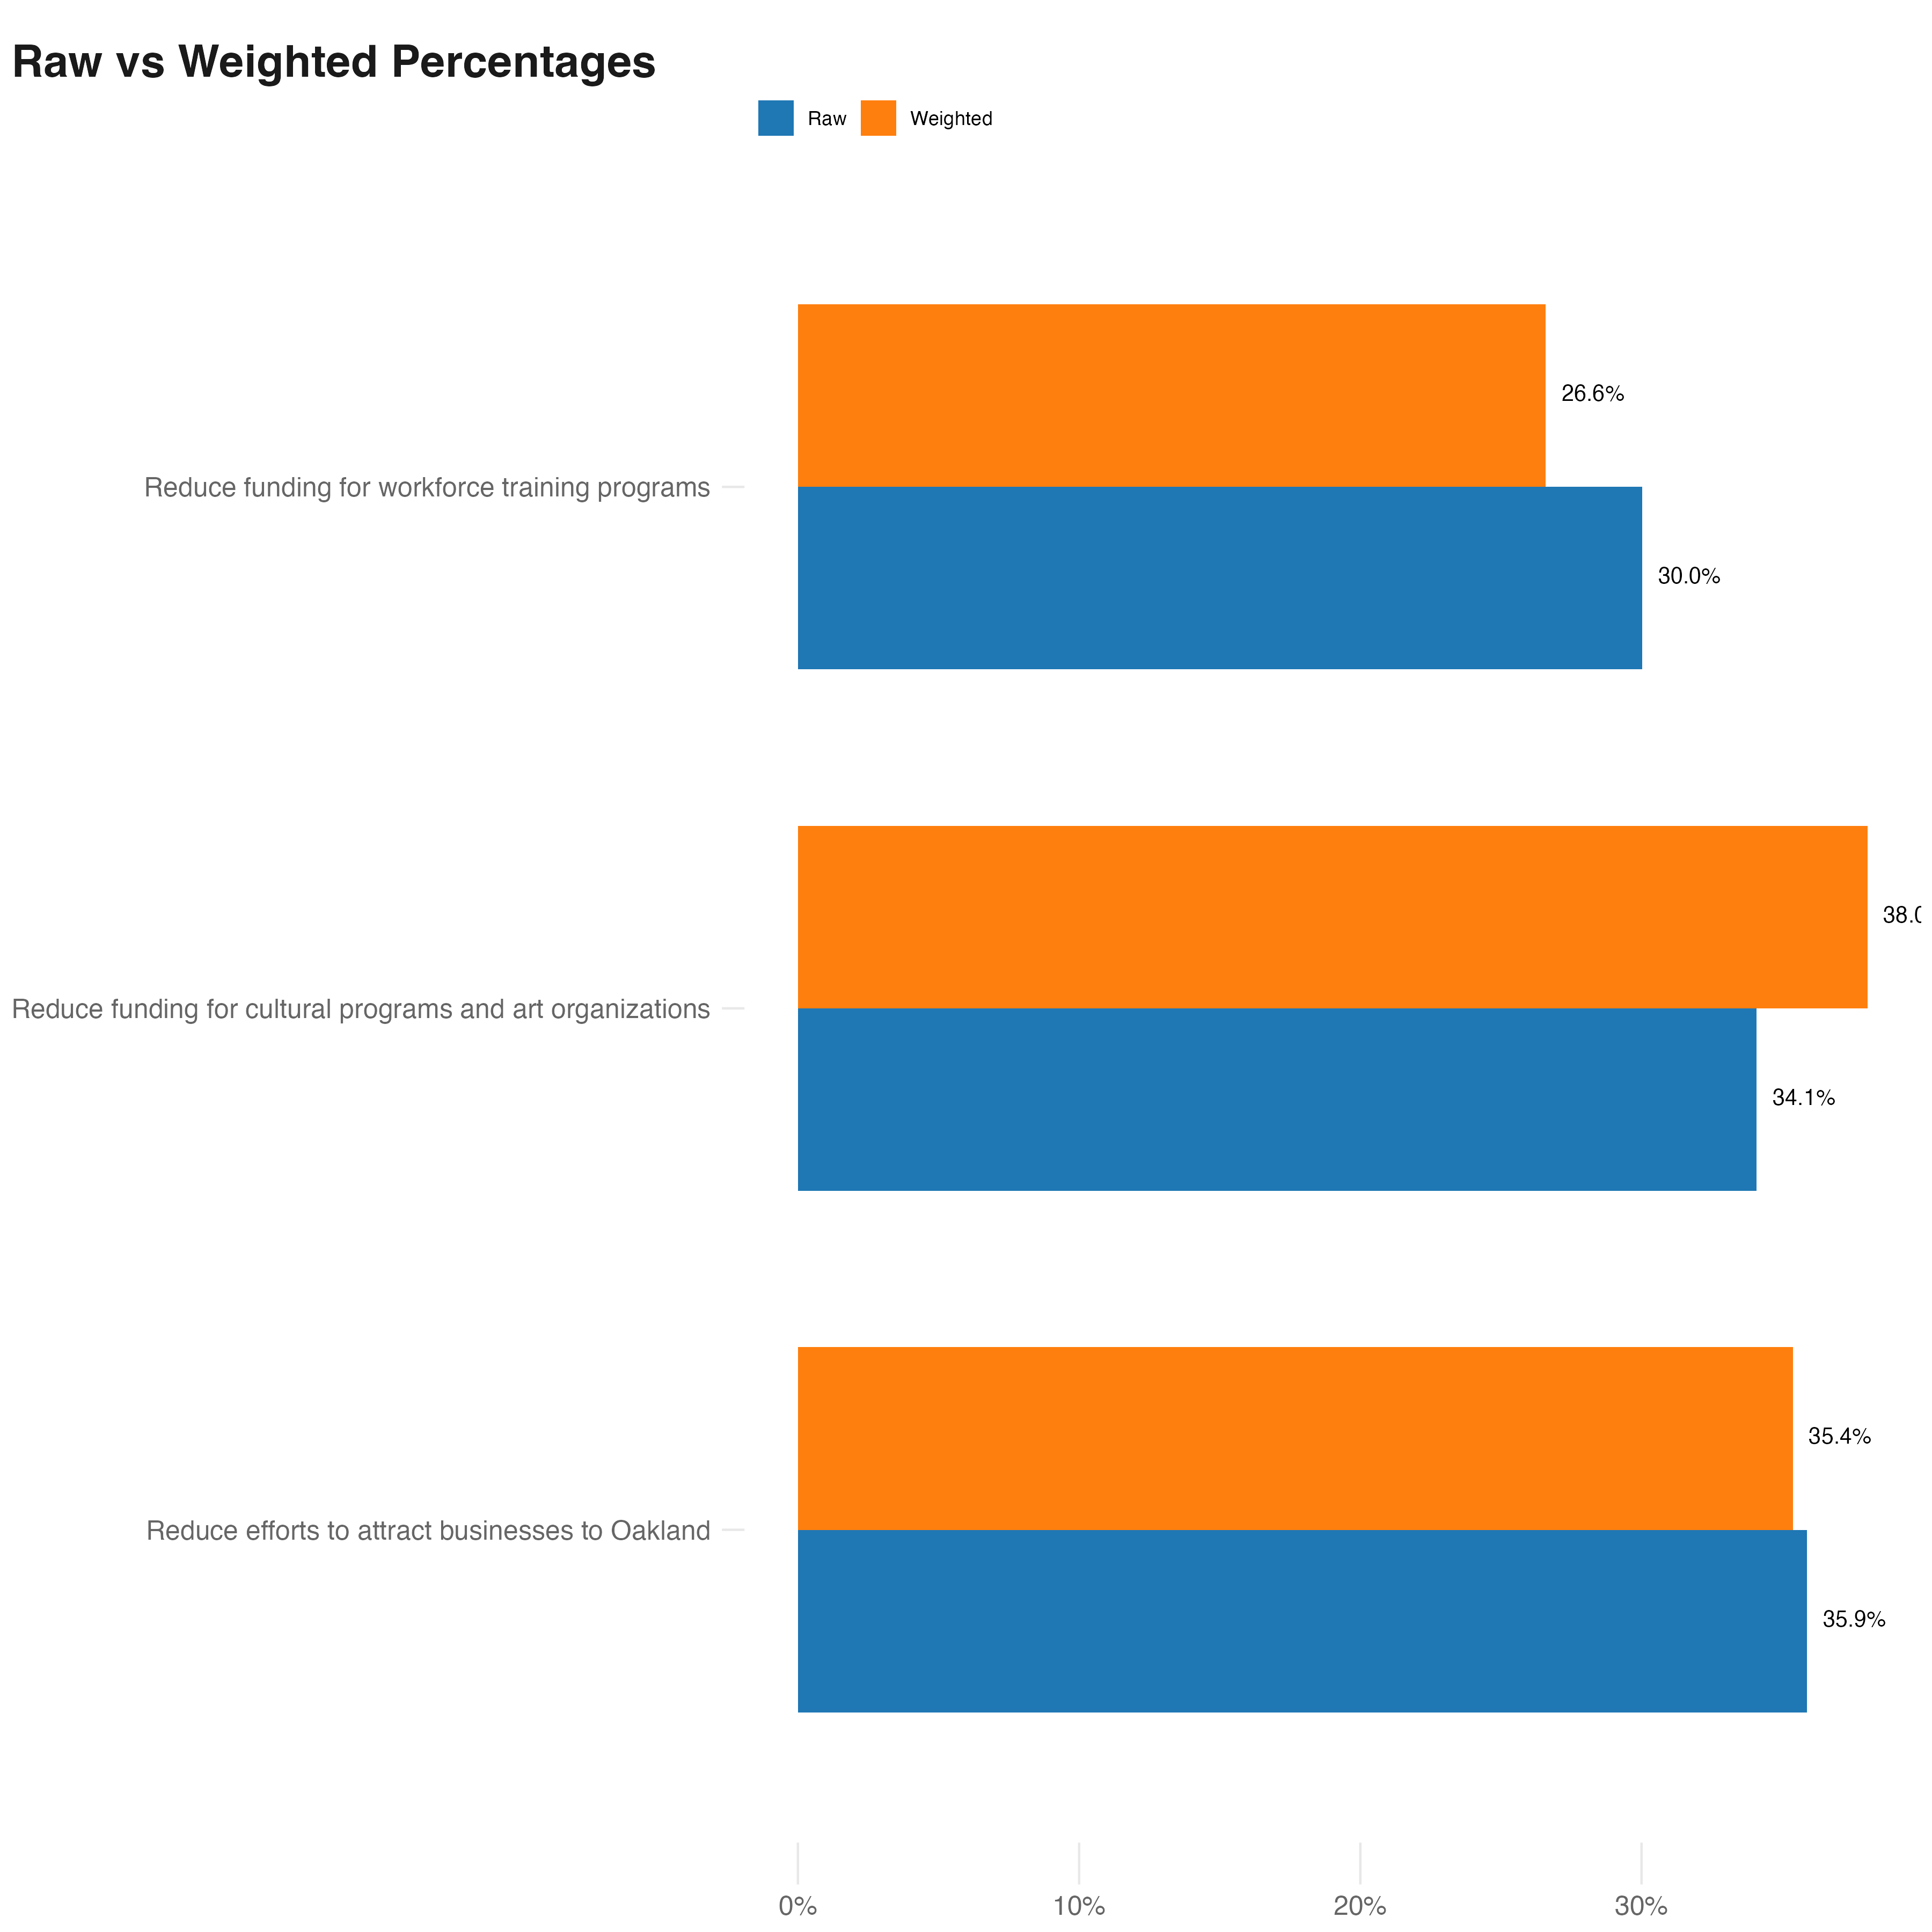 Raw vs Weighted Percentages
Raw Weighted
26.6%
Reduce funding for workforce training programs
30.0%
38.0
Reduce funding for cultural programs and art organizations
34.1%
35.4%
Reduce efforts to attract businesses to Oakland
35.9%
0% 10% 20% 30%